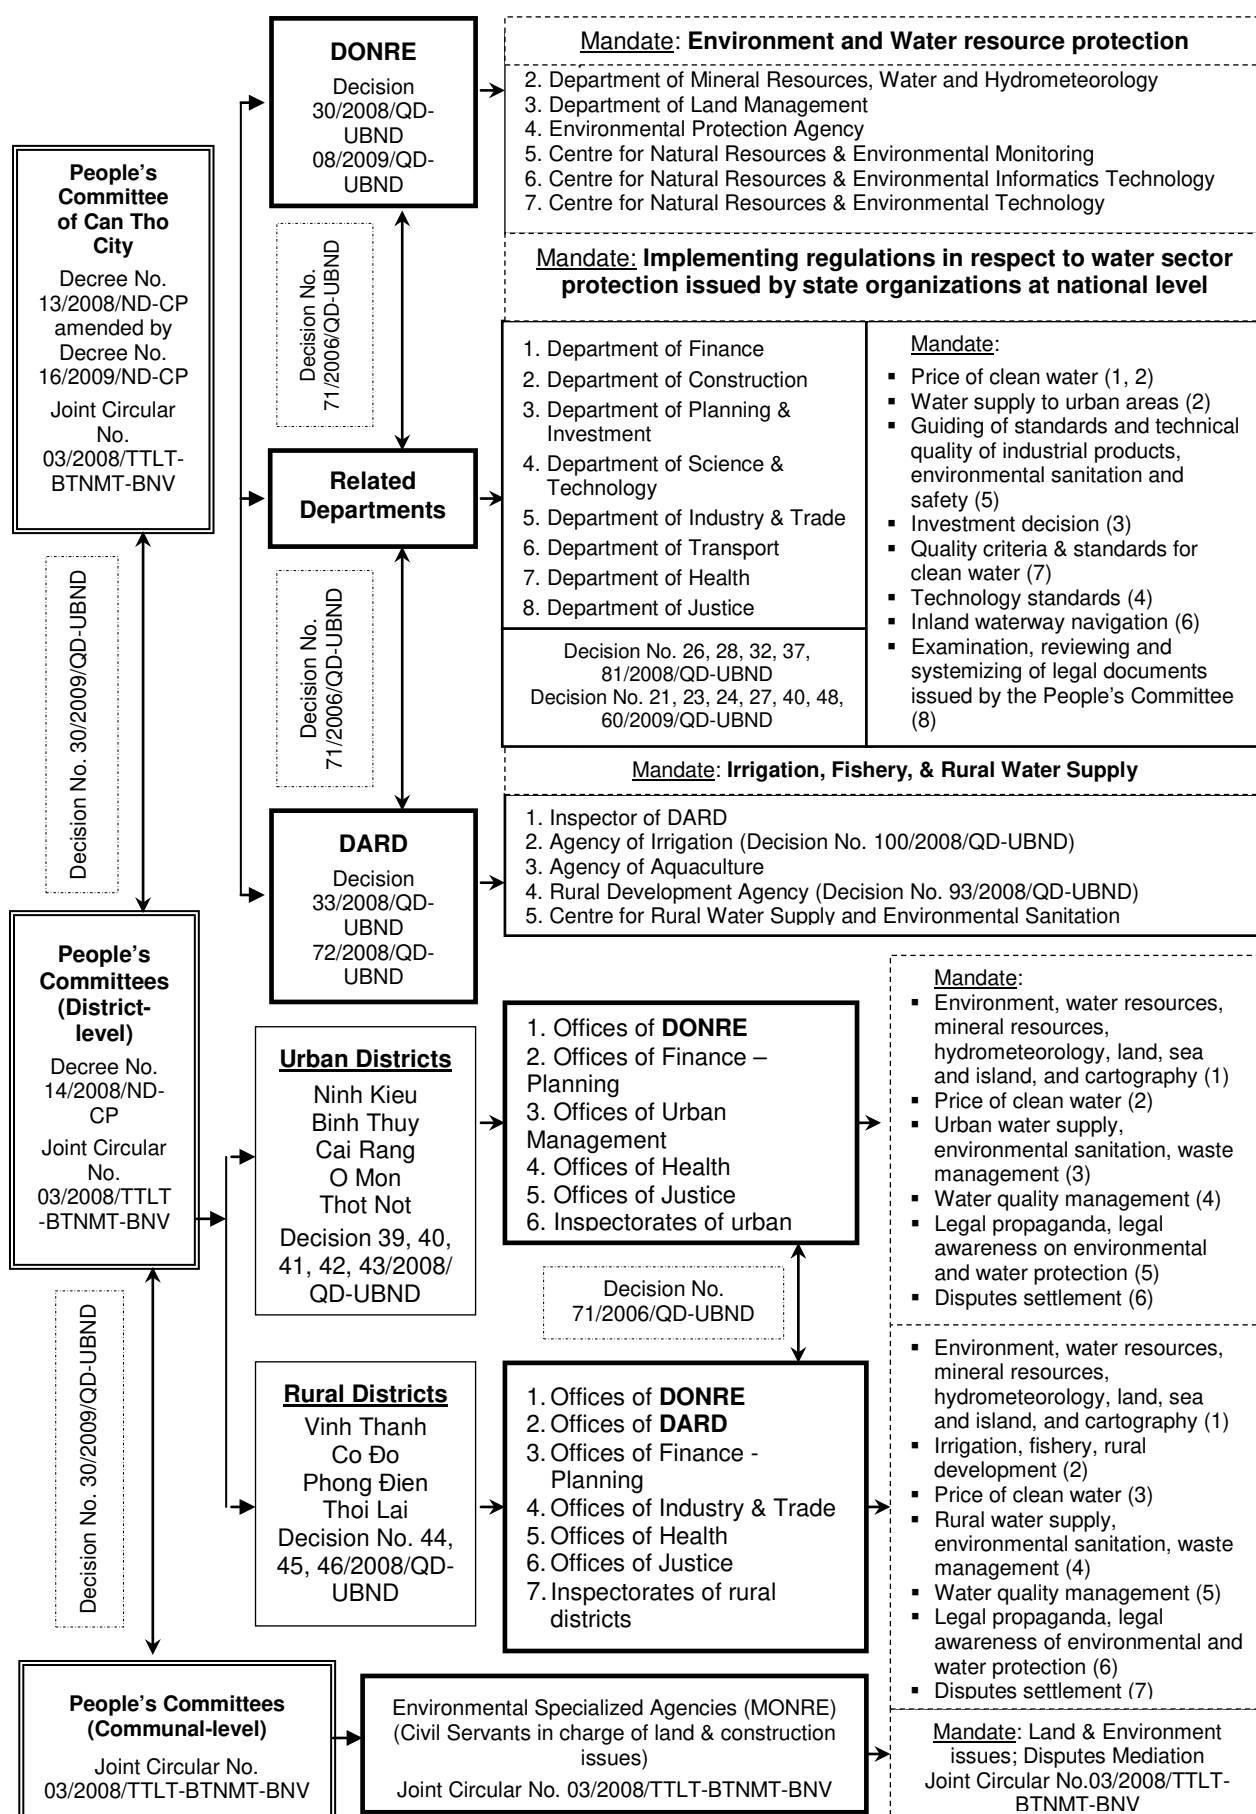 DONRE
Decision
30/2008/QD-
UBND
08/2009/QD-
UBND
Mandate: Environment and Water resource protection
2. Department of Mineral Resources, Water and Hydrometeorology
3. Department of Land Management
4. Environmental Protection Agency
5. Centre for Natural Resources & Environmental Monitoring
6. Centre for Natural Resources & Environmental Informatics Technology
7. Centre for Natural Resources & Environmental Technology
People's
Committee
of Can Tho
City
Decree No.
13/2008/ND-CP
amended by
Decree No.
16/2009/ND-CP
Joint Circular
No.
03/2008/TTLT-
BTNMT-BNV
Decision No.
71/2006/QD-UBND
Mandate: Implementing regulations in respect to water sector
protection issued by state organizations at national level
Related
Departments
1. Department of Finance
2. Department of Construction
3. Department of Planning &
Investment
4. Department of Science &
Technology
5. Department of Industry & Trade
6. Department of Transport
7. Department of Health
8. Department of Justice
Decision No. 26, 28, 32, 37,
81/2008/QD-UBND
Decision No. 21, 23, 24, 27, 40, 48,
60/2009/QD-UBND
Mandate:
▪ Price of clean water (1, 2)
▪ Water supply to urban areas (2)
▪ Guiding of standards and technical
quality of industrial products,
environmental sanitation and
safety (5)
▪ Investment decision (3)
▪ Quality criteria & standards for
clean water (7)
▪ Technology standards (4)
▪ Inland waterway navigation (6)
▪ Examination, reviewing and
systemizing of legal documents
issued by the People's Committee
(8)
Decision No. 30/2009/QD-UBND
Decision No.
71/2006/QD-UBND
DARD
Decision
33/2008/QD-
UBND
72/2008/QD-
UBND
Mandate: Irrigation, Fishery, & Rural Water Supply
1. Inspector of DARD
2. Agency of Irrigation (Decision No. 100/2008/QD-UBND)
3. Agency of Aquaculture
4. Rural Development Agency (Decision No. 93/2008/QD-UBND)
5. Centre for Rural Water Supply and Environmental Sanitation
People's
Committees
(District-
level)
Decree No.
14/2008/ND-
CP
Joint Circular
No.
03/2008/TTLT
-BTNMT-BNV
Urban Districts
Ninh Kieu
Binh Thuy
Cai Rang
O Mon
Thot Not
Decision 39, 40,
41, 42, 43/2008/
QD-UBND
1. Offices of DONRE
2. Offices of Finance –
Planning
3. Offices of Urban
Management
4. Offices of Health
5. Offices of Justice
6. Inspectorates of urban
Mandate:
▪ Environment, water resources,
mineral resources,
hydrometeorology, land, sea
and island, and cartography (1)
▪ Price of clean water (2)
▪ Urban water supply,
environmental sanitation, waste
management (3)
▪ Water quality management (4)
▪ Legal propaganda, legal
awareness on environmental
and water protection (5)
▪ Disputes settlement (6)
Decision No.
71/2006/QD-UBND
Decision No. 30/2009/QD-UBND
Rural Districts
Vinh Thanh
Co Đo
Phong Đien
Thoi Lai
Decision No. 44,
45, 46/2008/QD-
UBND
1. Offices of DONRE
2. Offices of DARD
3. Offices of Finance -
Planning
4. Offices of Industry & Trade
5. Offices of Health
6. Offices of Justice
7. Inspectorates of rural
districts
▪ Environment, water resources,
mineral resources,
hydrometeorology, land, sea
and island, and cartography (1)
▪ Irrigation, fishery, rural
development (2)
▪ Price of clean water (3)
▪ Rural water supply,
environmental sanitation, waste
management (4)
▪ Water quality management (5)
▪ Legal propaganda, legal
awareness of environmental and
water protection (6)
▪ Disputes settlement (7)
People's Committees
(Communal-level)
Joint Circular No.
03/2008/TTLT-BTNMT-BNV
Environmental Specialized Agencies (MONRE)
(Civil Servants in charge of land & construction
issues)
Joint Circular No. 03/2008/TTLT-BTNMT-BNV
Mandate: Land & Environment
issues; Disputes Mediation
Joint Circular No.03/2008/TTLT-
BTNMT-BNV